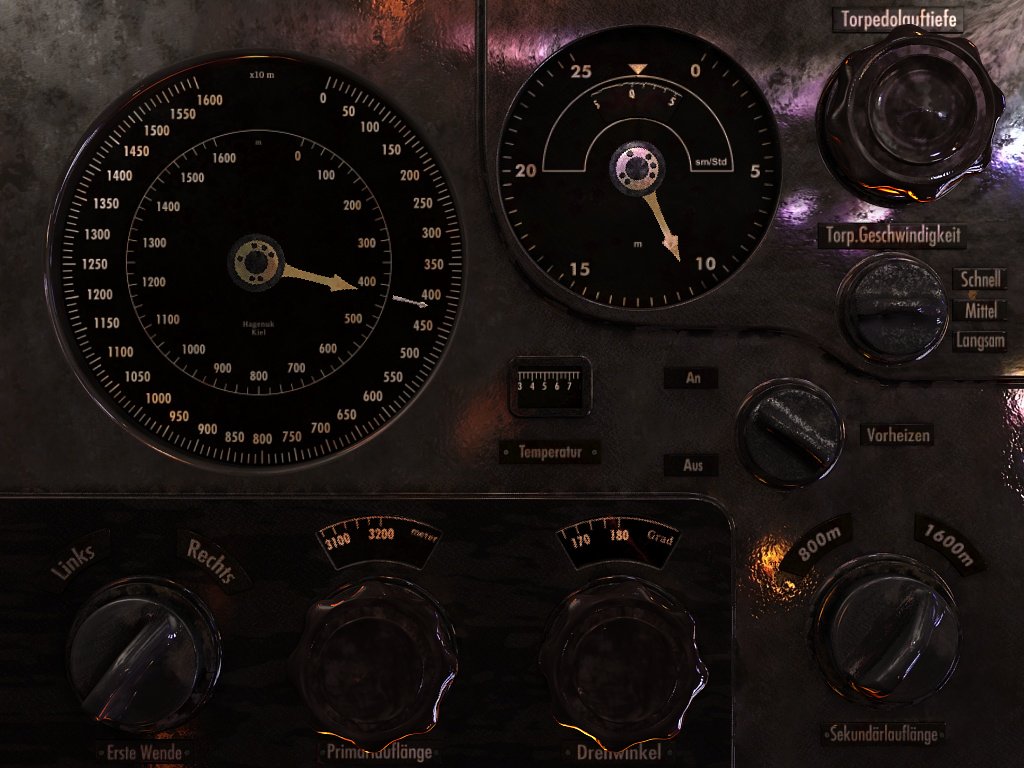 Torpedolauftiefe
x10 m
0
50
100
150
200
250
300
350
400
450
500
550
600
650
700
750
800
850
900
950
1000
1050
1100
1150
1200
1250
1300
1350
1400
1450
1500
1550
1600
m
0
100
200
300
400
500
600
700
800
900
1000
1100
1200
1300
1400
1500
1600
Hagenuk
Kiel
25 0
5 0 5
sm/Std
20 5
m
15 10
Torp.Geschwindigkeit
Schnell
Mittel
Langsam
3 4 5 6 7
Temperatur
An
Aus
Vorheizen
Links Rechts
3100 3200 meter
170 180 Grad
800m 1600m
Erste Wende
Primärlauflänge
Drehwinkel
Sekundärlauflänge